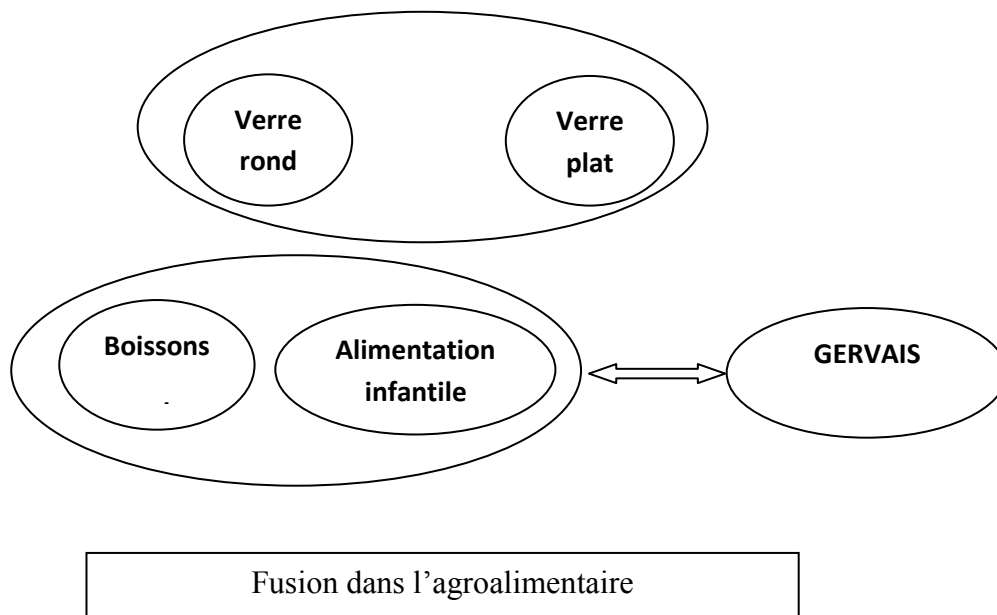 Verre
rond
Verre
plat
Boissons
-
Alimentation
infantile
GERVAIS
Fusion dans l’agroalimentaire